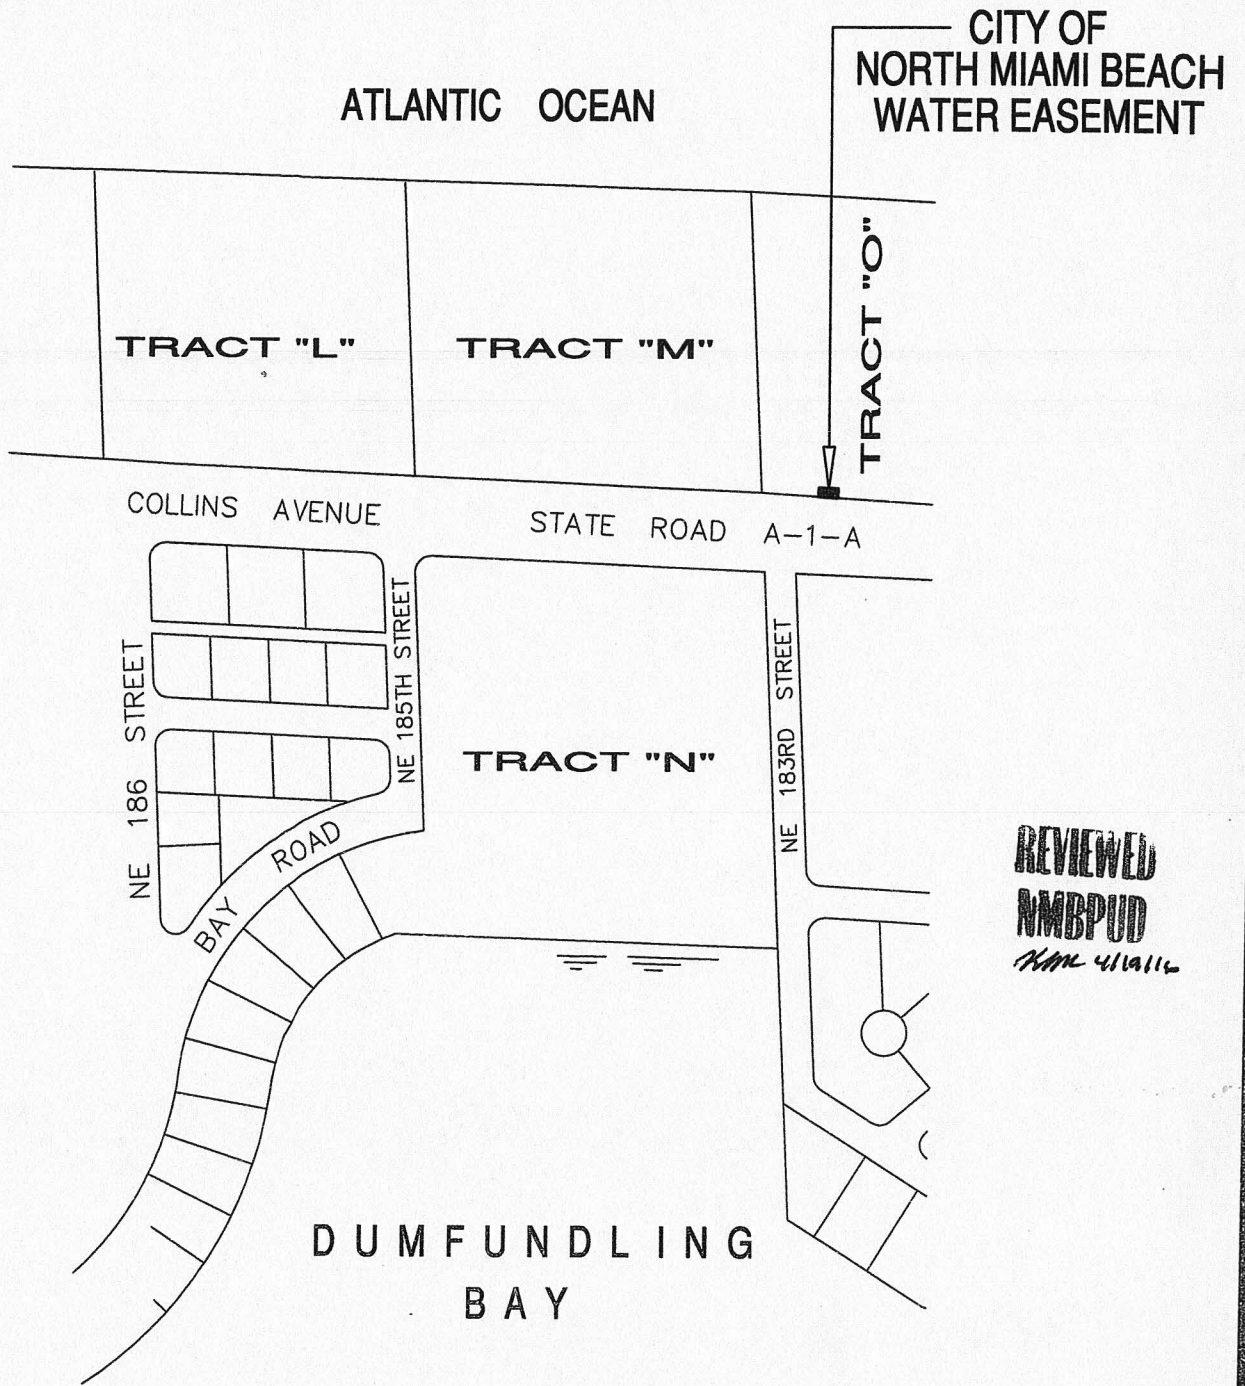 CITY OF
NORTH MIAMI BEACH
WATER EASEMENT
ATLANTIC OCEAN
TRACT "L"
TRACT "M"
TRACT "O"
COLLINS AVENUE
STATE ROAD A-1-A
NE 186 STREET
NE 185TH STREET
NE 183RD STREET
TRACT "N"
BAY ROAD
REVIEWED
NMBPUD
DUMFUNDLING
BAY